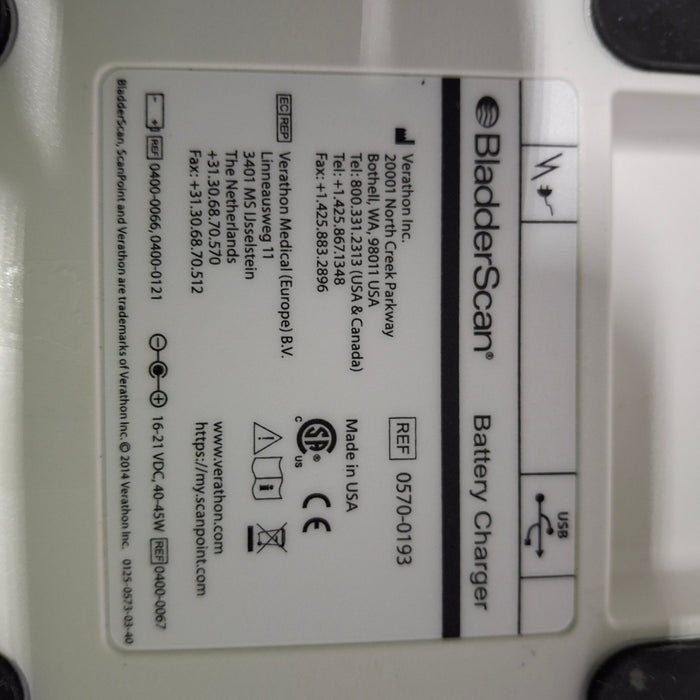 USB
BladderScan® Battery Charger
Verathon Inc.
20001 North Creek Parkway
Bothell, WA, 98011 USA
Tel: 800.331.2313 (USA & Canada)
Tel: +1.425.867.1348
Fax: +1.425.883.2896
EC REP Verathon Medical (Europe) B.V.
Linneausweg 11
3401 MS IJsselstein
The Netherlands
+31.30.68.70.570
Fax: +31.30.68.70.512
REF 0570-0193
Made in USA
C SA ® US CE
www.verathon.com
https://my.scanpoint.com
- + REF 0400-0066, 0400-0121 - + 16-21 VDC, 40-45W REF 0400-0067
BladderScan, ScanPoint and Verathon are trademarks of Verathon Inc. © 2014 Verathon Inc. 0125-0573-03-40